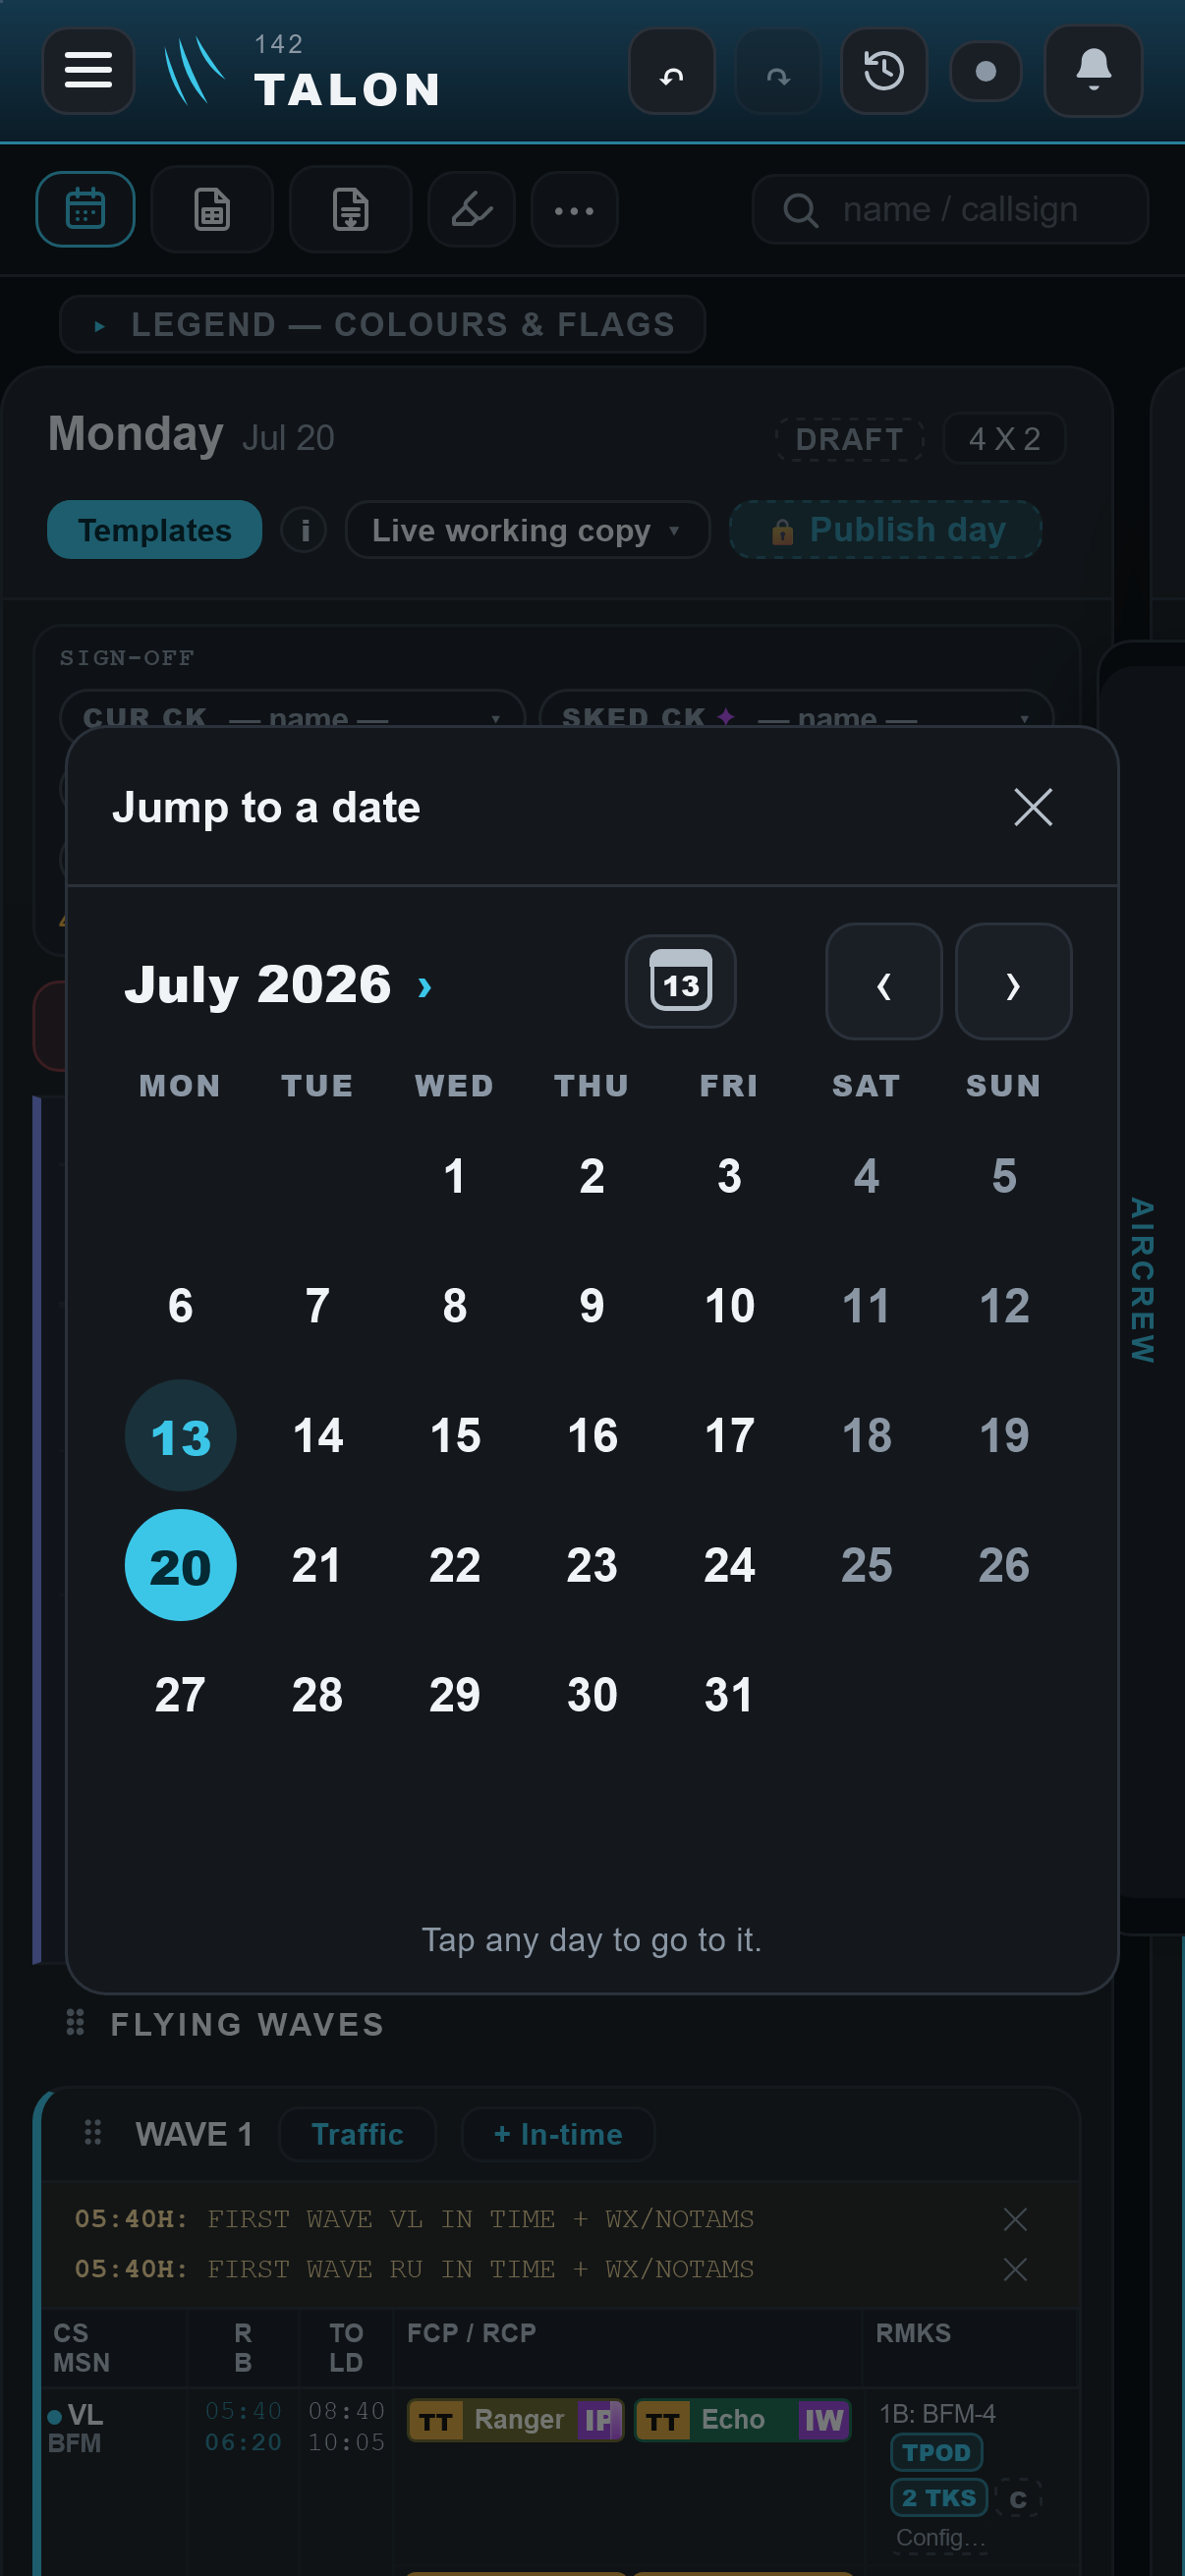 142
TALON
name / callsign
▸ LEGEND — COLOURS & FLAGS
Monday Jul 20 DRAFT 4 X 2
Templates i Live working copy ▾ Publish day
SIGN-OFF
CUR CK — name — ▾ SKED CK ✦ — name — ▾
Jump to a date
July 2026 › 13 ‹ ›
MON TUE WED THU FRI SAT SUN
1 2 3 4 5
6 7 8 9 10 11 12
13 14 15 16 17 18 19
20 21 22 23 24 25 26
27 28 29 30 31
Tap any day to go to it.
AIRCREW
FLYING WAVES
WAVE 1 Traffic + In-time
05:40H: FIRST WAVE VL IN TIME + WX/NOTAMS
05:40H: FIRST WAVE RU IN TIME + WX/NOTAMS
CS R TO FCP / RCP RMKS
MSN B LD
VL 05:40 08:40 TT Ranger IP TT Echo IW 1B: BFM-4
BFM 06:20 10:05
TPOD
2 TKS C
Config…